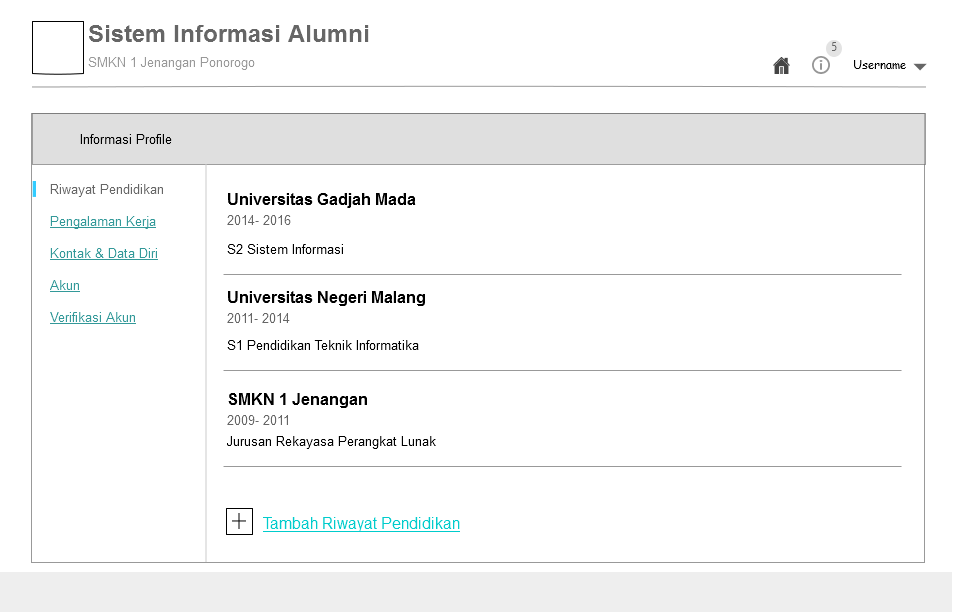 Sistem Informasi Alumni
SMKN 1 Jenangan Ponorogo
5
Username
Informasi Profile
Riwayat Pendidikan
Pengalaman Kerja
Kontak & Data Diri
Akun
Verifikasi Akun
Universitas Gadjah Mada
2014- 2016
S2 Sistem Informasi
Universitas Negeri Malang
2011- 2014
S1 Pendidikan Teknik Informatika
SMKN 1 Jenangan
2009- 2011
Jurusan Rekayasa Perangkat Lunak
Tambah Riwayat Pendidikan